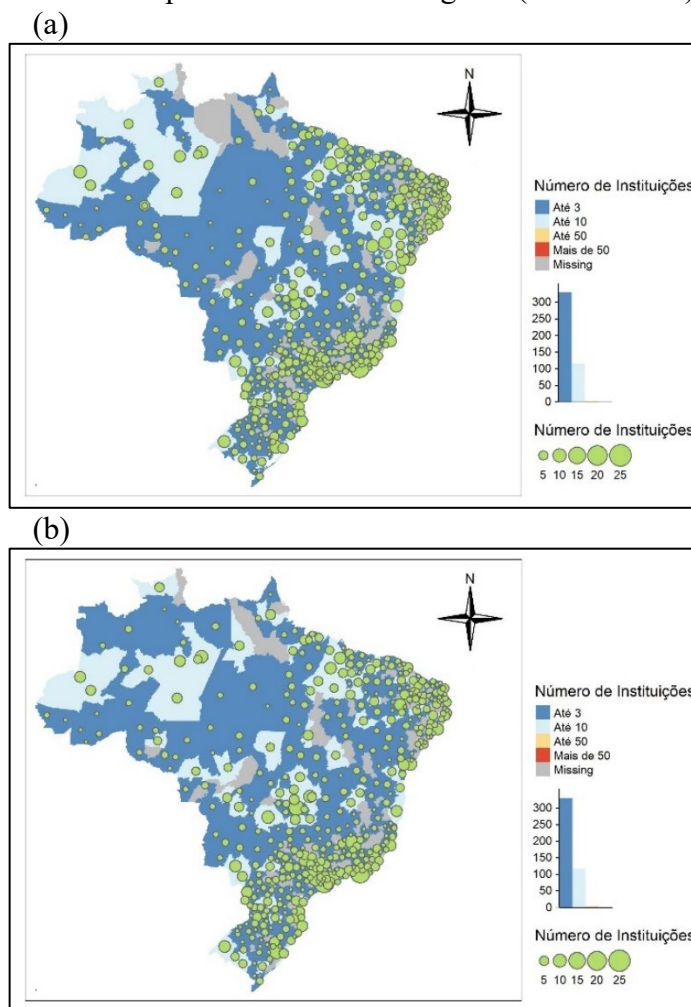 (a)
N
Número de Instituições
Até 3
Até 10
Até 50
Mais de 50
Missing
300
250
200
150
100
50
0
Número de Instituições
5 10 15 20 25
(b)
N
Número de Instituições
Até 3
Até 10
Até 50
Mais de 50
Missing
300
250
200
150
100
50
0
Número de Instituições
5 10 15 20 25